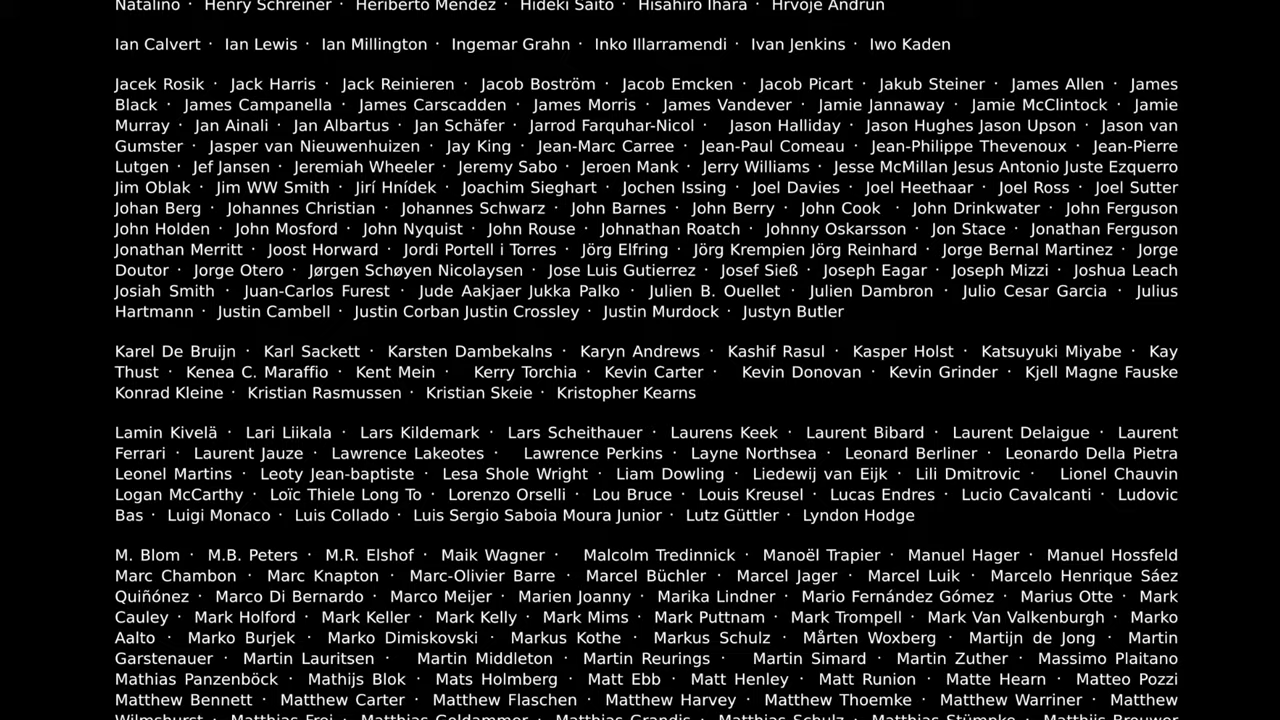 Natalino · Henry Schreiner · Heriberto Mendez · Hideki Saito · Hisahiro Ihara · Hrvoje Andrun
Ian Calvert · Ian Lewis · Ian Millington · Ingemar Grahn · Inko Illarramendi · Ivan Jenkins · Iwo Kaden
Jacek Rosik · Jack Harris · Jack Reinieren · Jacob Boström · Jacob Emcken · Jacob Picart · Jakub Steiner · James Allen · James
Black · James Campanella · James Carscadden · James Morris · James Vandever · Jamie Jannaway · Jamie McClintock · Jamie
Murray · Jan Ainali · Jan Albartus · Jan Schäfer · Jarrod Farquhar-Nicol · Jason Halliday · Jason Hughes Jason Upson · Jason van
Gumster · Jasper van Nieuwenhuizen · Jay King · Jean-Marc Carree · Jean-Paul Comeau · Jean-Philippe Thevenoux · Jean-Pierre
Lutgen · Jef Jansen · Jeremiah Wheeler · Jeremy Sabo · Jeroen Mank · Jerry Williams · Jesse McMillan Jesus Antonio Juste Ezquerro
Jim Oblak · Jim WW Smith · Jirí Hnídek · Joachim Sieghart · Jochen Issing · Joel Davies · Joel Heethaar · Joel Ross · Joel Sutter
Johan Berg · Johannes Christian · Johannes Schwarz · John Barnes · John Berry · John Cook · John Drinkwater · John Ferguson
John Holden · John Mosford · John Nyquist · John Rouse · Johnathan Roatch · Johnny Oskarsson · Jon Stace · Jonathan Ferguson
Jonathan Merritt · Joost Horward · Jordi Portell i Torres · Jörg Elfring · Jörg Krempien Jörg Reinhard · Jorge Bernal Martinez · Jorge
Doutor · Jorge Otero · Jørgen Schøyen Nicolaysen · Jose Luis Gutierrez · Josef Sieß · Joseph Eagar · Joseph Mizzi · Joshua Leach
Josiah Smith · Juan-Carlos Furest · Jude Aakjaer Jukka Palko · Julien B. Ouellet · Julien Dambron · Julio Cesar Garcia · Julius
Hartmann · Justin Cambell · Justin Corban Justin Crossley · Justin Murdock · Justyn Butler
Karel De Bruijn · Karl Sackett · Karsten Dambekalns · Karyn Andrews · Kashif Rasul · Kasper Holst · Katsuyuki Miyabe · Kay
Thust · Kenea C. Maraffio · Kent Mein · Kerry Torchia · Kevin Carter · Kevin Donovan · Kevin Grinder · Kjell Magne Fauske
Konrad Kleine · Kristian Rasmussen · Kristian Skeie · Kristopher Kearns
Lamin Kivelä · Lari Liikala · Lars Kildemark · Lars Scheithauer · Laurens Keek · Laurent Bibard · Laurent Delaigue · Laurent
Ferrari · Laurent Jauze · Lawrence Lakeotes · Lawrence Perkins · Layne Northsea · Leonard Berliner · Leonardo Della Pietra
Leonel Martins · Leoty Jean-baptiste · Lesa Shole Wright · Liam Dowling · Liedewij van Eijk · Lili Dmitrovic · Lionel Chauvin
Logan McCarthy · Loïc Thiele Long To · Lorenzo Orselli · Lou Bruce · Louis Kreusel · Lucas Endres · Lucio Cavalcanti · Ludovic
Bas · Luigi Monaco · Luis Collado · Luis Sergio Saboia Moura Junior · Lutz Güttler · Lyndon Hodge
M. Blom · M.B. Peters · M.R. Elshof · Maik Wagner · Malcolm Tredinnick · Manoël Trapier · Manuel Hager · Manuel Hossfeld
Marc Chambon · Marc Knapton · Marc-Olivier Barre · Marcel Büchler · Marcel Jager · Marcel Luik · Marcelo Henrique Sáez
Quiñónez · Marco Di Bernardo · Marco Meijer · Marien Joanny · Marika Lindner · Mario Fernández Gómez · Marius Otte · Mark
Cauley · Mark Holford · Mark Keller · Mark Kelly · Mark Mims · Mark Puttnam · Mark Trompell · Mark Van Valkenburgh · Marko
Aalto · Marko Burjek · Marko Dimiskovski · Markus Kothe · Markus Schulz · Mårten Woxberg · Martijn de Jong · Martin
Garstenauer · Martin Lauritsen · Martin Middleton · Martin Reurings · Martin Simard · Martin Zuther · Massimo Plaitano
Mathias Panzenböck · Mathijs Blok · Mats Holmberg · Matt Ebb · Matt Henley · Matt Runion · Matte Hearn · Matteo Pozzi
Matthew Bennett · Matthew Carter · Matthew Flaschen · Matthew Harvey · Matthew Thoemke · Matthew Warriner · Matthew
Wilmshurst · Matthias Frei · Matthias Goldammer · Matthias Grandis · Matthias Schulz · Matthias Stümpke · Matthijs Brouwer